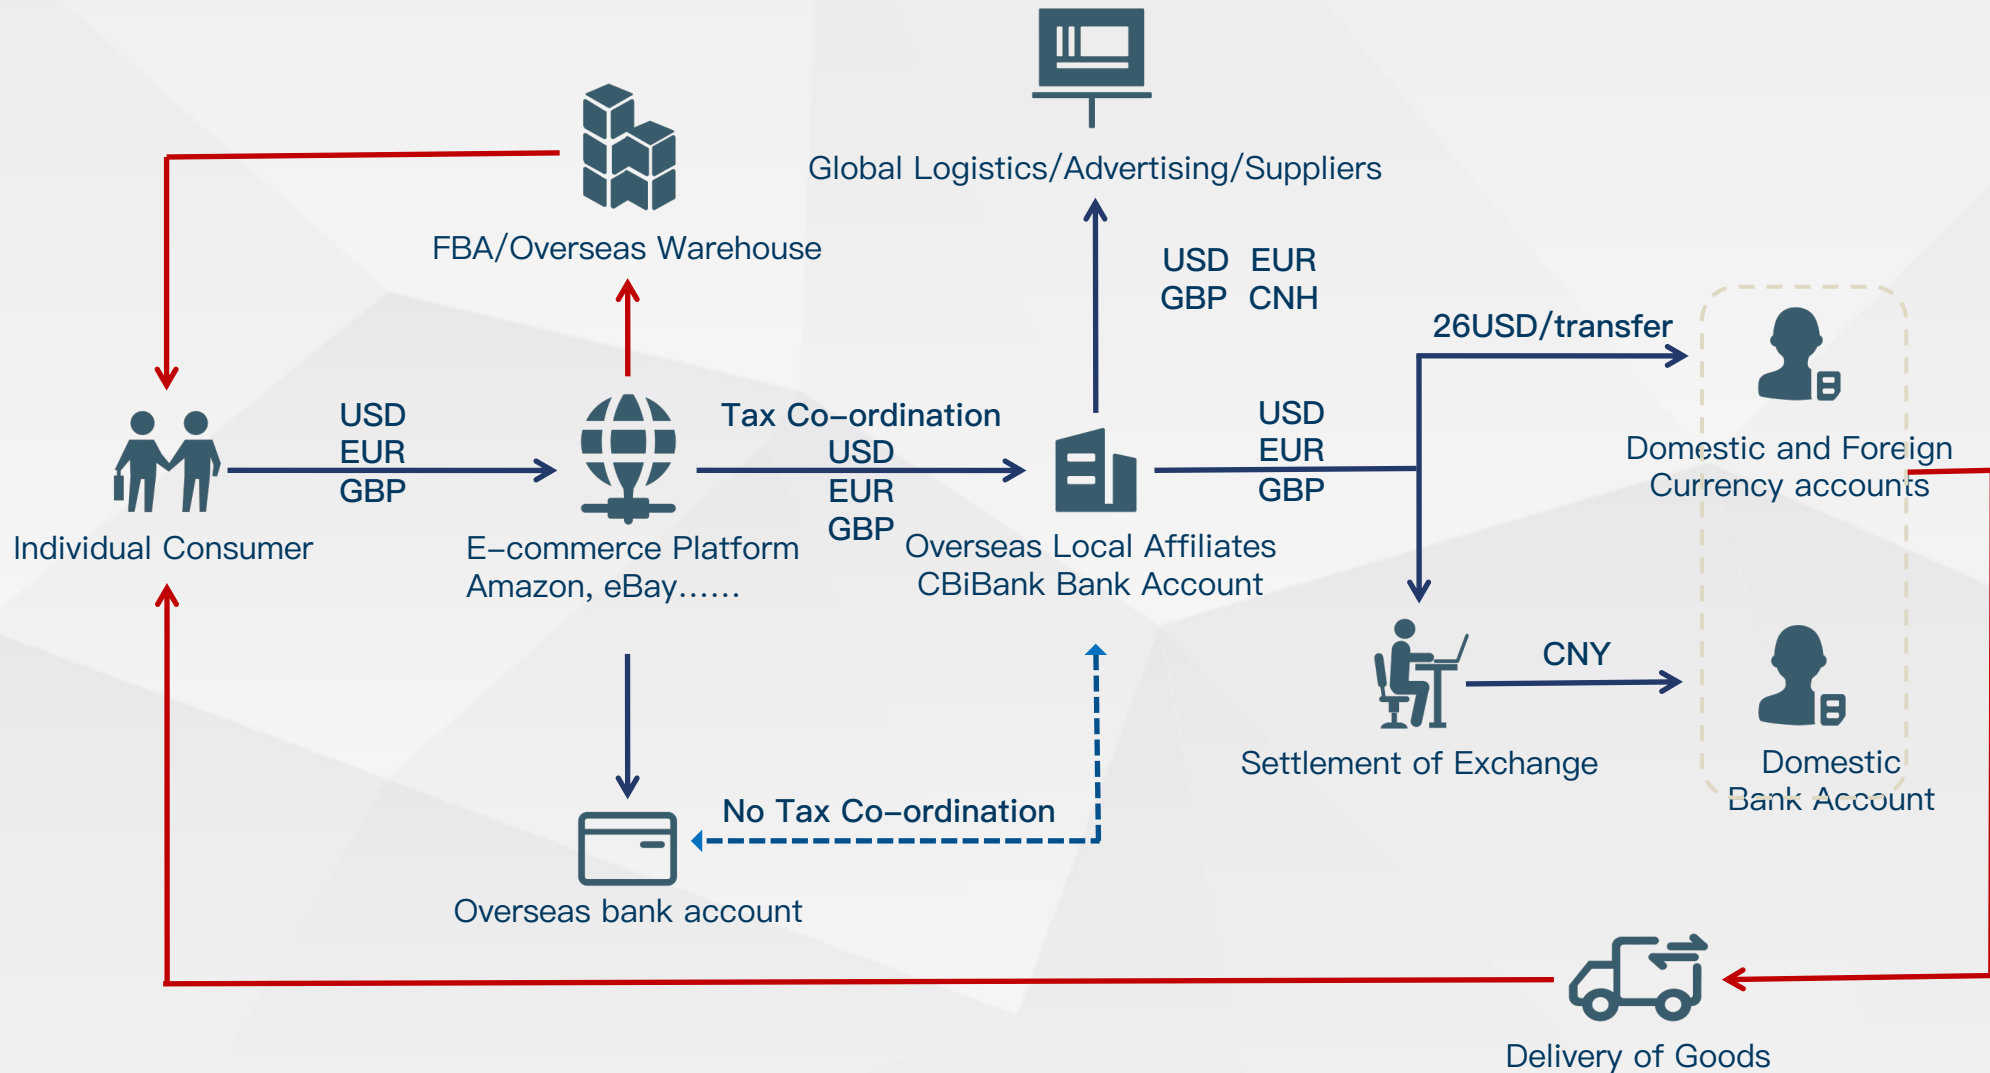 Global Logistics/Advertising/Suppliers
FBA/Overseas Warehouse
USD EUR
GBP CNH
26USD/transfer
USD
EUR
GBP
Tax Co-ordination
USD
EUR
GBP
USD
EUR
GBP
Domestic and Foreign
Currency accounts
Individual Consumer
E-commerce Platform
Amazon, eBay......
Overseas Local Affiliates
CBiBank Bank Account
CNY
Settlement of Exchange
Domestic
Bank Account
No Tax Co-ordination
Overseas bank account
Delivery of Goods